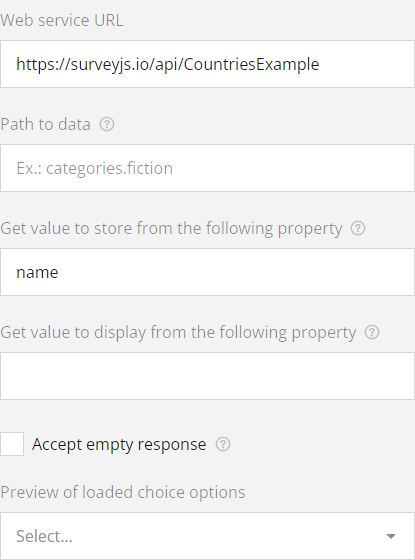 Web service URL
https://surveyjs.io/api/CountriesExample
Path to data
Ex.: categories.fiction
Get value to store from the following property
name
Get value to display from the following property
Accept empty response
Preview of loaded choice options
Select...